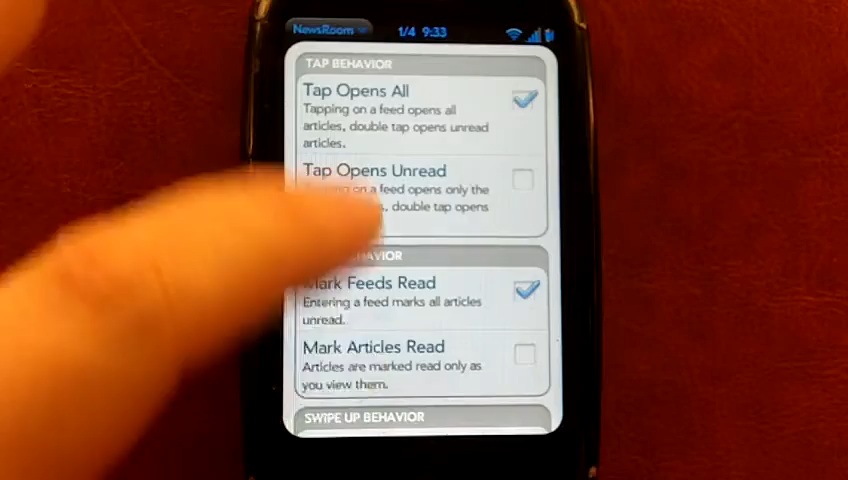 NewsRoom 1/4 9:33
TAP BEHAVIOR
Tap Opens All
Tapping on a feed opens all
articles, double tap opens unread
articles.
Tap Opens Unread
on a feed opens only the
double tap opens
Mark Feeds Read
Entering a feed marks all articles
unread.
Mark Articles Read
Articles are marked read only as
you view them.
SWIPE UP BEHAVIOR